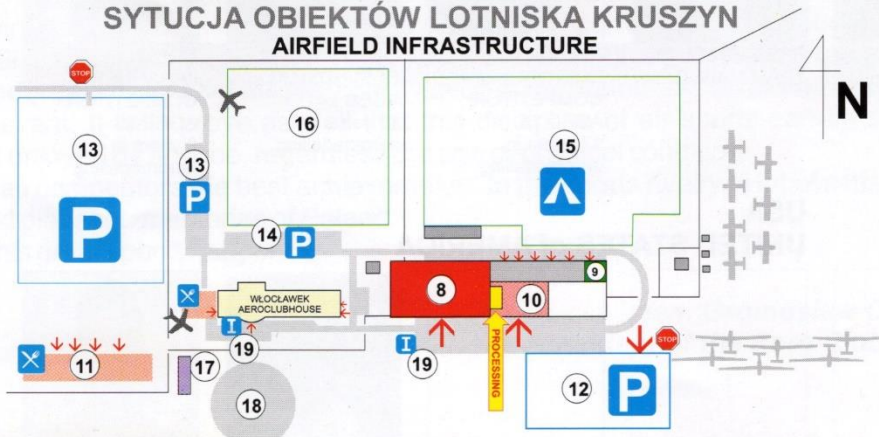 SYTUCJA OBIEKTÓW LOTNISKA KRUSZYN
AIRFIELD INFRASTRUCTURE
N
STOP
13
P
13
P
16
15
14
P
8
9
10
WŁOCŁAWEK
AEROCLUBHOUSE
I
19
I
19
PROCESSING
STOP
11
17
18
12
P